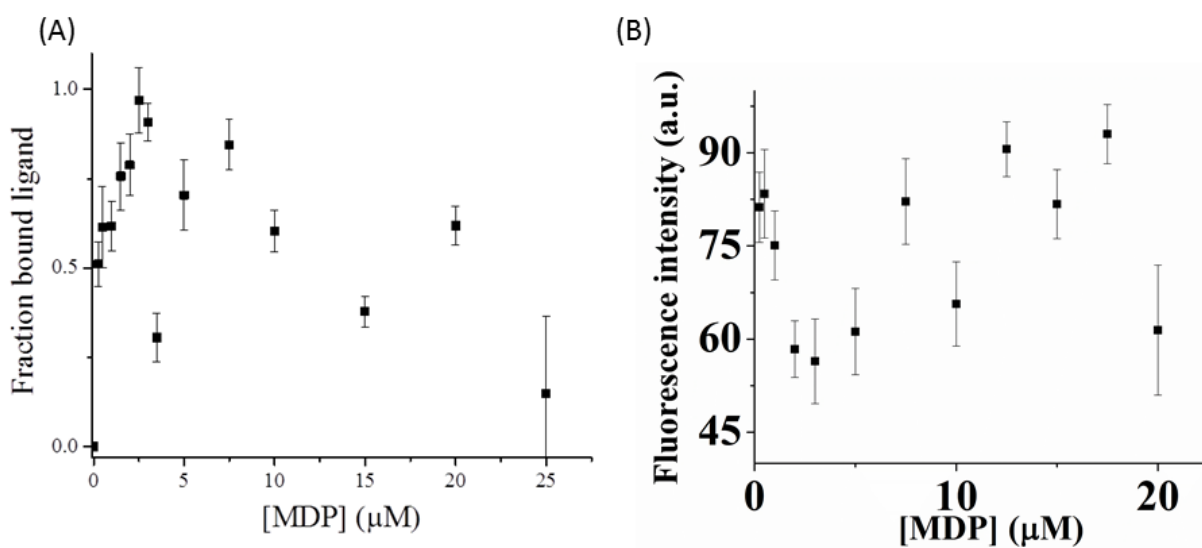 (A)
1.0
0.5
0.0
0
5
10
15
20
25
Fraction bound ligand
[MDP] (µM)
(B)
90
75
60
45
0
10
20
Fluorescence intensity (a.u.)
[MDP] (µM)